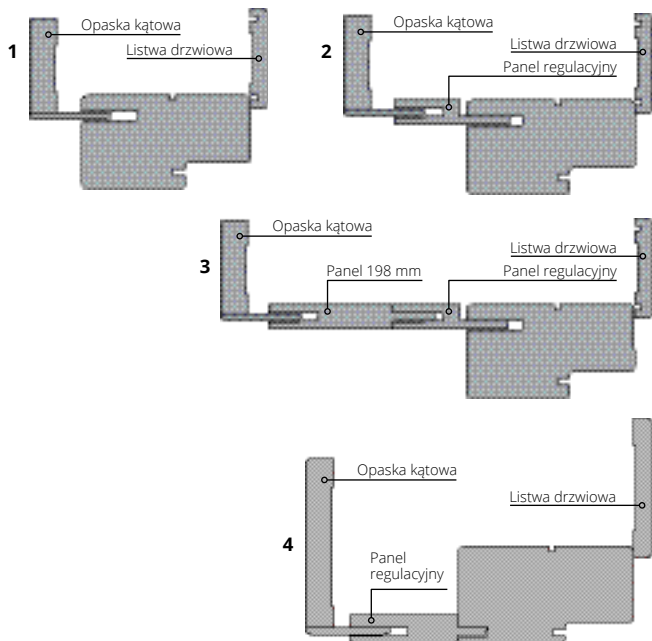 1
Opaska kątowa
Listwa drzwiowa
2
Opaska kątowa
Listwa drzwiowa
Panel regulacyjny
3
Opaska kątowa
Panel 198 mm
Listwa drzwiowa
Panel regulacyjny
4
Opaska kątowa
Listwa drzwiowa
Panel
regulacyjny